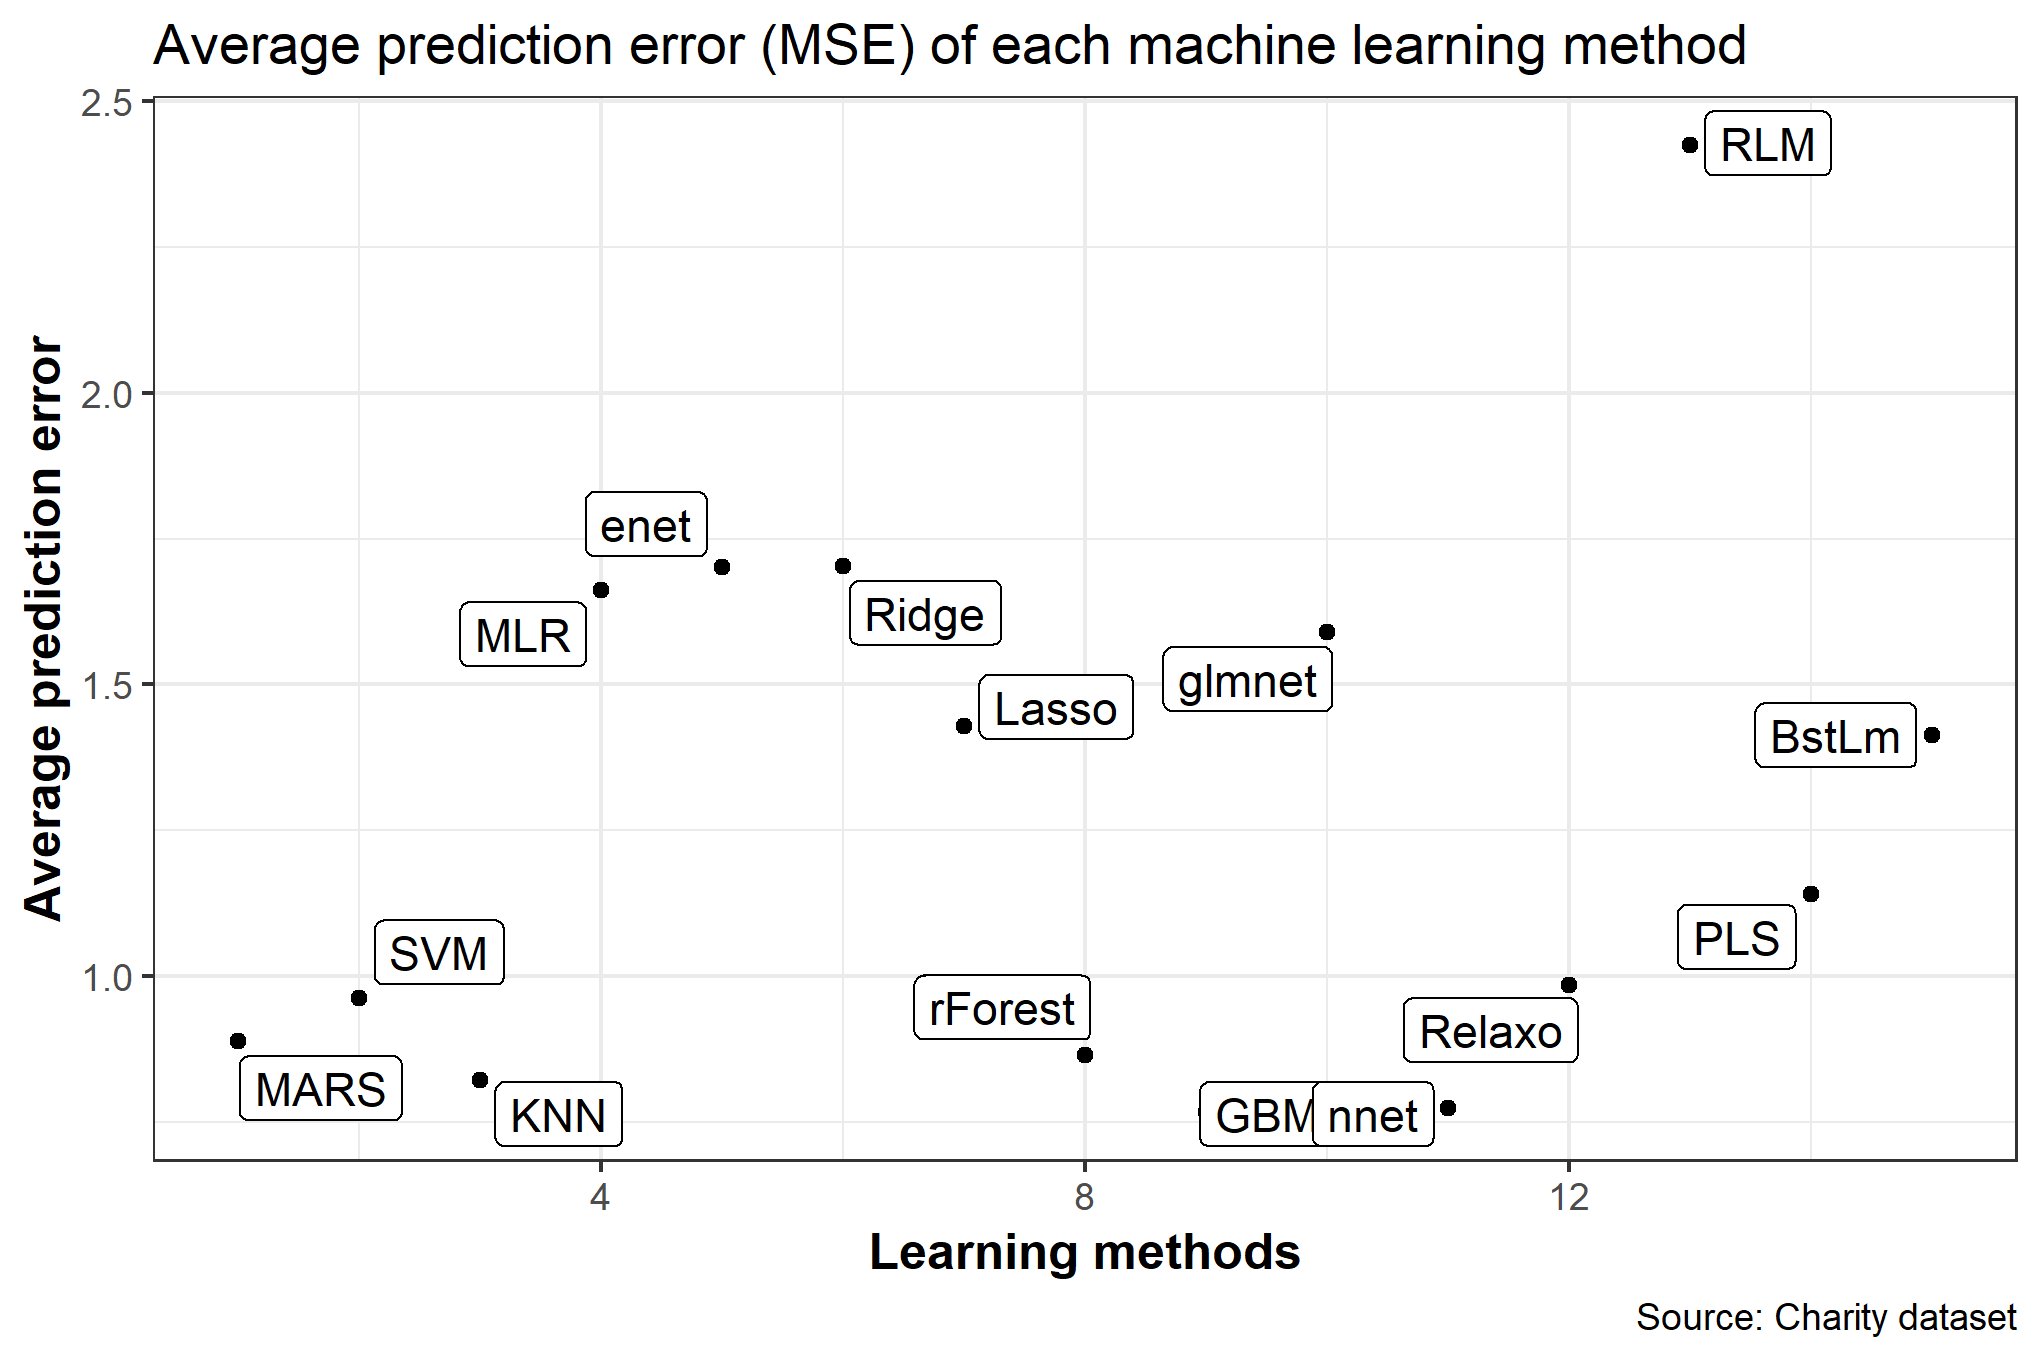 Average prediction error (MSE) of each machine learning method
2.5
RLM
2.0
Average prediction error
enet
Ridge
MLR
glmnet
1.5
Lasso
BstLm
SVM
PLS
1.0
rForest
Relaxo
MARS
KNN
GBM
nnet
4
8
12
Learning methods
Source: Charity dataset